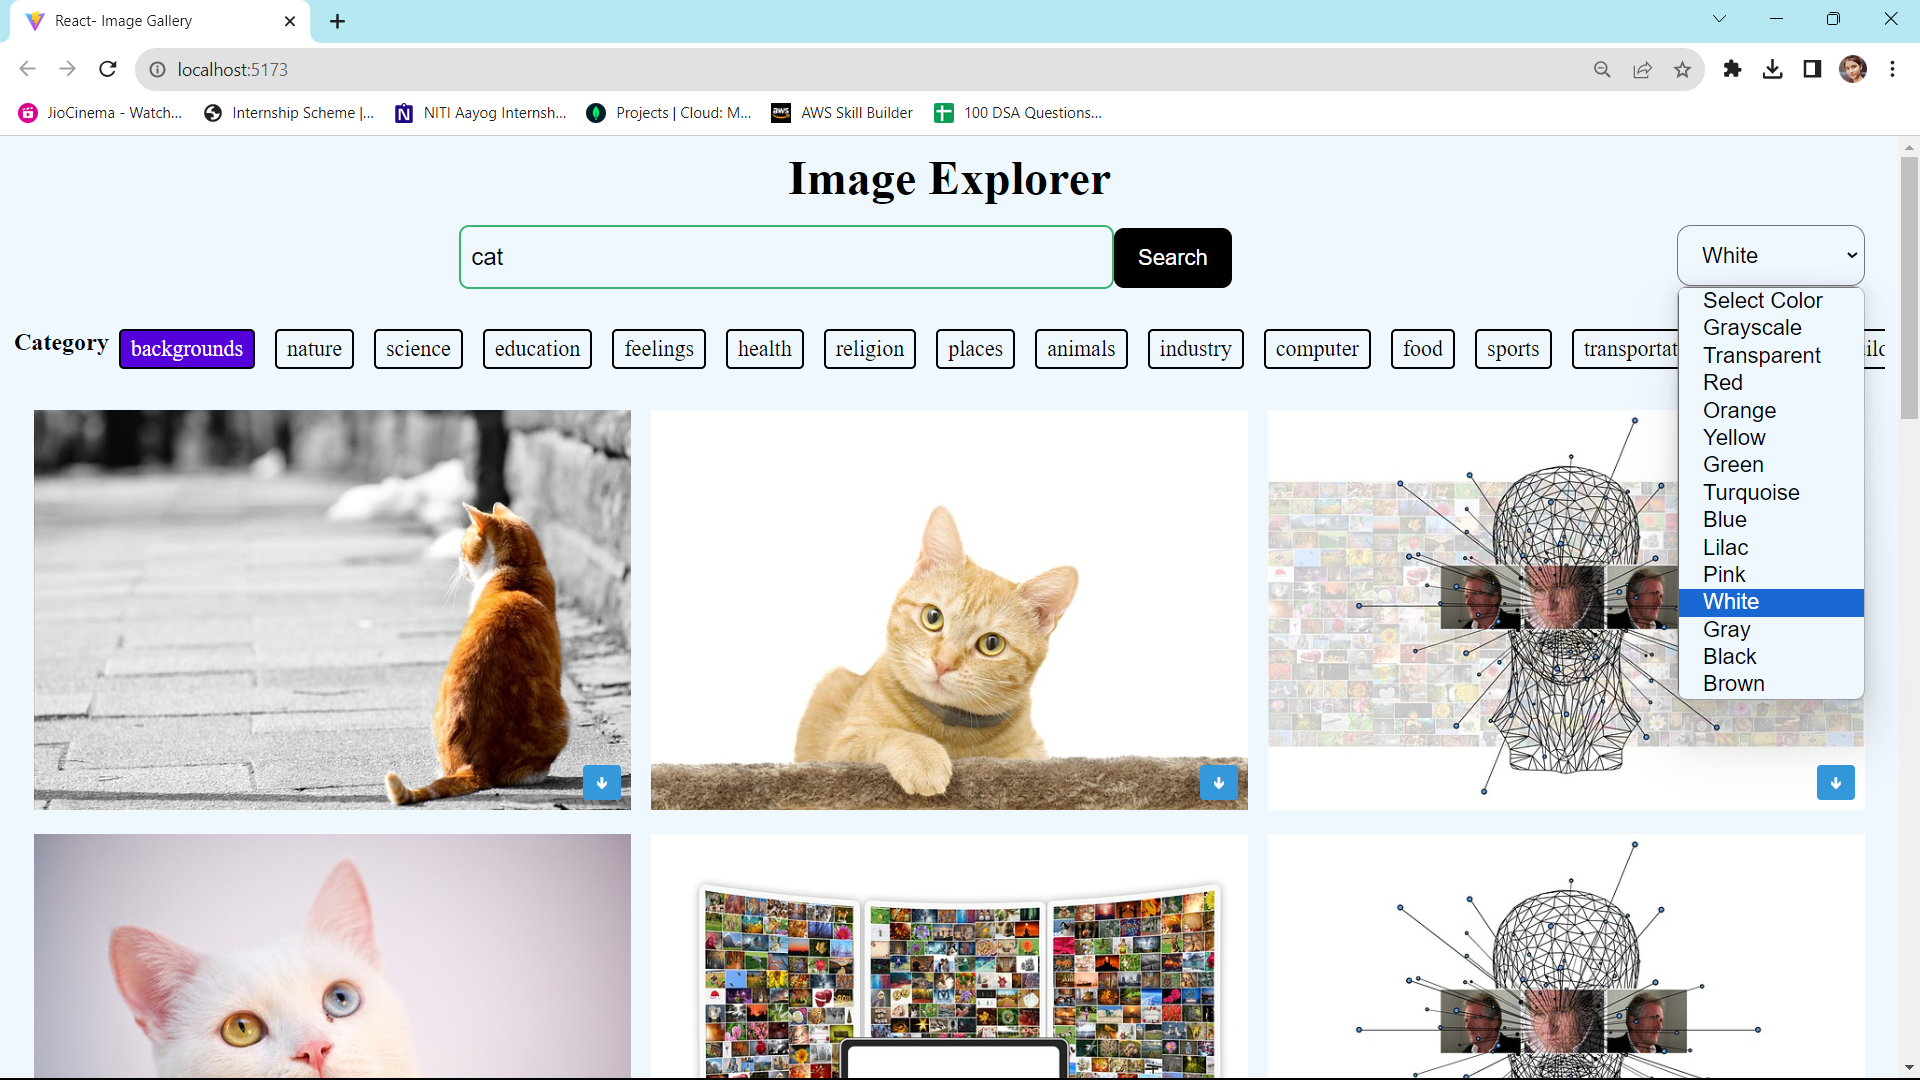 React- Image Gallery
localhost:5173
JioCinema - Watch... Internship Scheme |... NITI Aayog Internsh... Projects | Cloud: M... aws AWS Skill Builder 100 DSA Questions...
Image Explorer
cat Search White
Category backgrounds nature science education feelings health religion places animals industry computer food sports transportat
Select Color
Grayscale
Transparent
Red
Orange
Yellow
Green
Turquoise
Blue
Lilac
Pink
White
Gray
Black
Brown